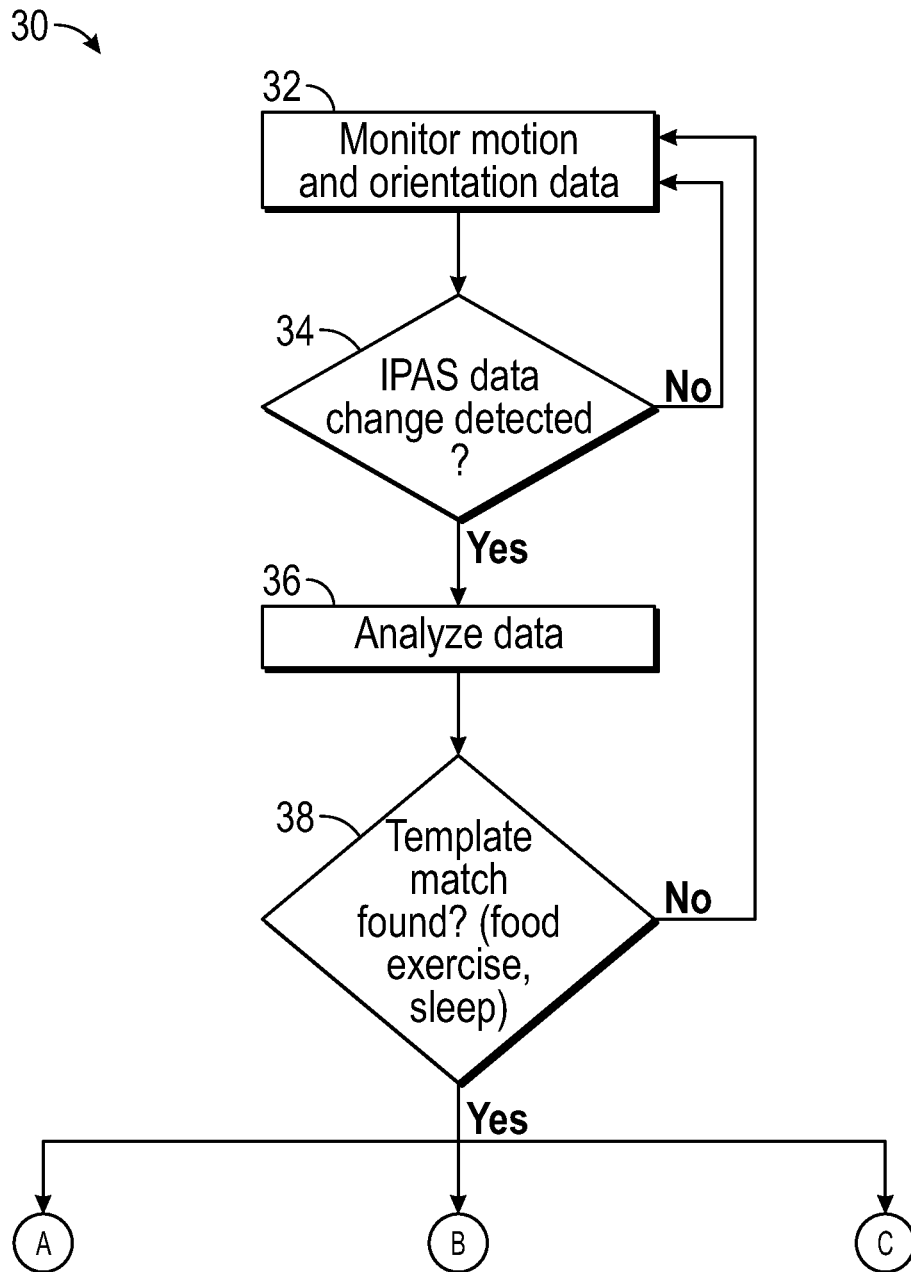 30
32
Monitor motion
and orientation data
34
IPAS data
change detected
?
No
Yes
36
Analyze data
38
Template
match
found? (food
exercise,
sleep)
No
Yes
A
B
C